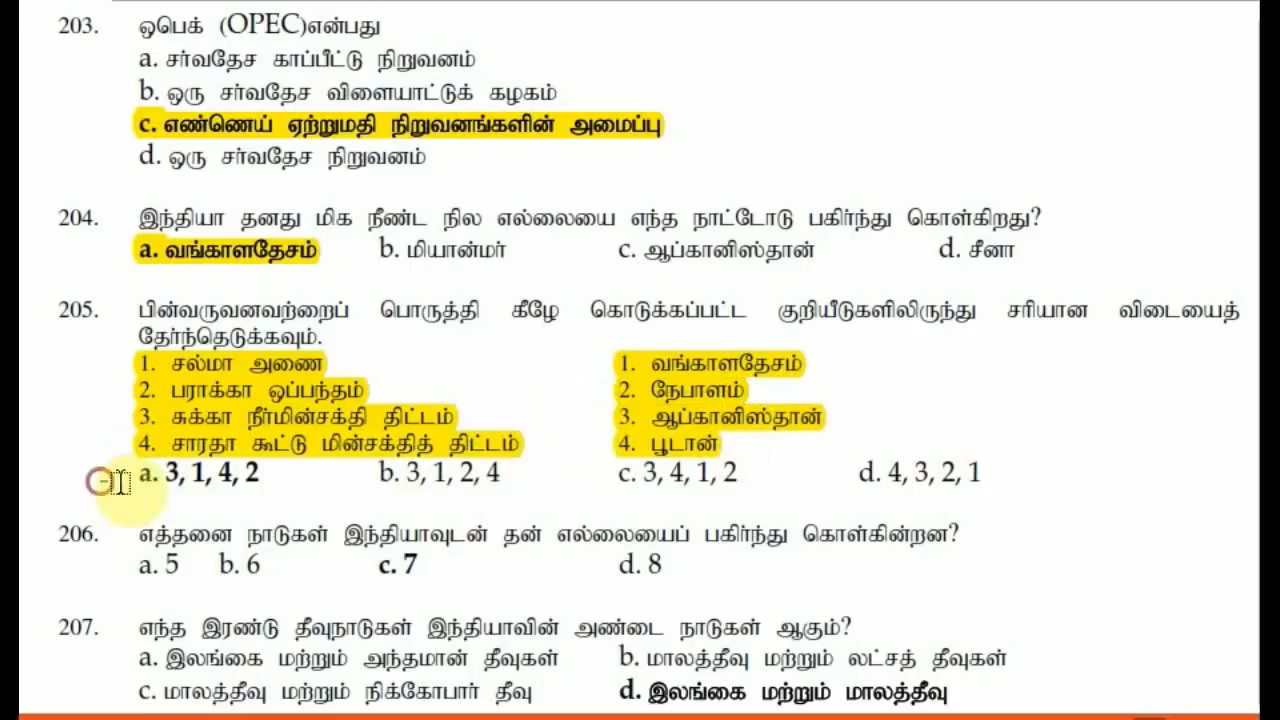 203. ஒபெக் (OPEC)என்பது
a. சர்வதேச காப்பீட்டு நிறுவனம்
b. ஒரு சர்வதேச விளையாட்டுக் கழகம்
c. எண்ணெய் ஏற்றுமதி நிறுவனங்களின் அமைப்பு
d. ஒரு சர்வதேச நிறுவனம்
204. இந்தியா தனது மிக நீண்ட நில எல்லையை எந்த நாட்டோடு பகிர்ந்து கொள்கிறது?
a. வங்காளதேசம் b. மியான்மர் c. ஆப்கானிஸ்தான் d. சீனா
205. பின்வருவனவற்றைப் பொருத்தி கீழே கொடுக்கப்பட்ட குறியீடுகளிலிருந்து சரியான விடையைத்
தேர்ந்தெடுக்கவும்.
1. சல்மா அணை 1. வங்காளதேசம்
2. பராக்கா ஒப்பந்தம் 2. நேபாளம்
3. சுக்கா நீர்மின்சக்தி திட்டம் 3. ஆப்கானிஸ்தான்
4. சாரதா கூட்டு மின்சக்தித் திட்டம் 4. பூடான்
a. 3, 1, 4, 2 b. 3, 1, 2, 4 c. 3, 4, 1, 2 d. 4, 3, 2, 1
206. எத்தனை நாடுகள் இந்தியாவுடன் தன் எல்லையைப் பகிர்ந்து கொள்கின்றன?
a. 5 b. 6 c. 7 d. 8
207. எந்த இரண்டு தீவுநாடுகள் இந்தியாவின் அண்டை நாடுகள் ஆகும்?
a. இலங்கை மற்றும் அந்தமான் தீவுகள் b. மாலத்தீவு மற்றும் லட்சத் தீவுகள்
c. மாலத்தீவு மற்றும் நிக்கோபார் தீவு d. இலங்கை மற்றும் மாலத்தீவு